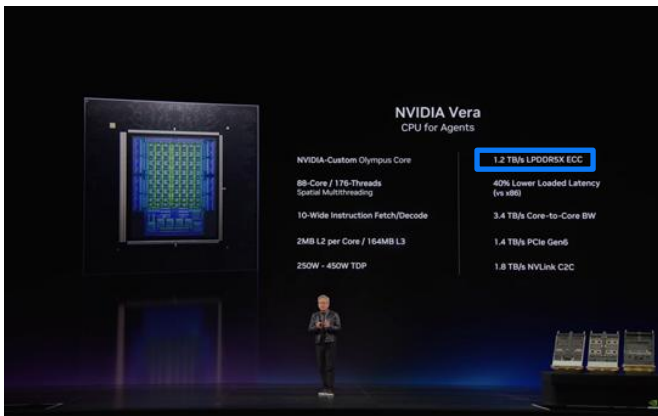 NVIDIA Vera
CPU for Agents
NVIDIA-Custom Olympus Core
88-Core / 176-Threads
Spatial Multithreading
10-Wide Instruction Fetch/Decode
2MB L2 per Core / 164MB L3
250W - 450W TDP
1.2 TB/s LPDDR5X ECC
40% Lower Loaded Latency
(vs x86)
3.4 TB/s Core-to-Core BW
1.4 TB/s PCIe Gen6
1.8 TB/s NVLink C2C